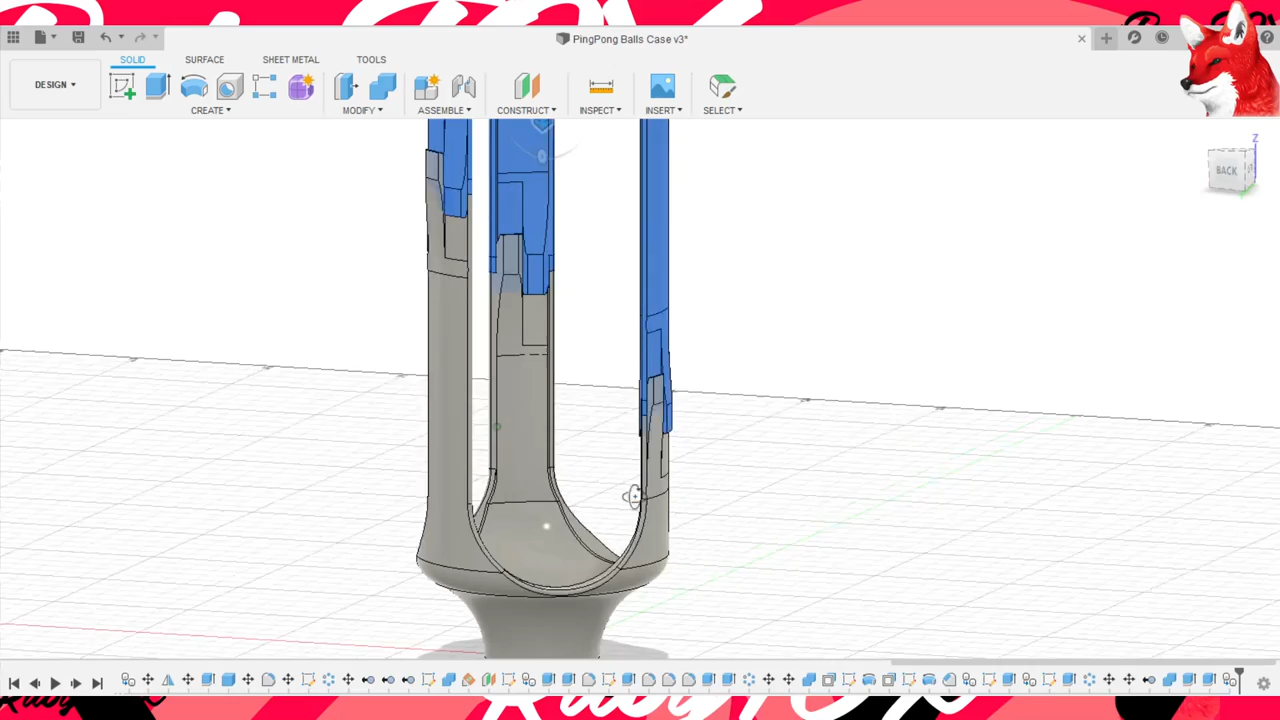 PingPong Balls Case v3*
SOLID SURFACE SHEET METAL TOOLS
DESIGN
CREATE MODIFY ASSEMBLE CONSTRUCT INSPECT INSERT SELECT
Z
BACK